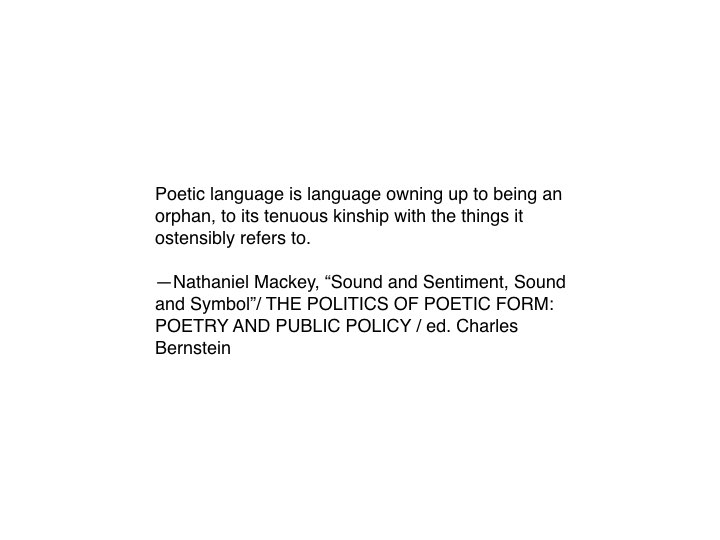 Poetic language is language owning up to being an
orphan, to its tenuous kinship with the things it
ostensibly refers to.
—Nathaniel Mackey, “Sound and Sentiment, Sound
and Symbol”/ THE POLITICS OF POETIC FORM:
POETRY AND PUBLIC POLICY / ed. Charles
Bernstein